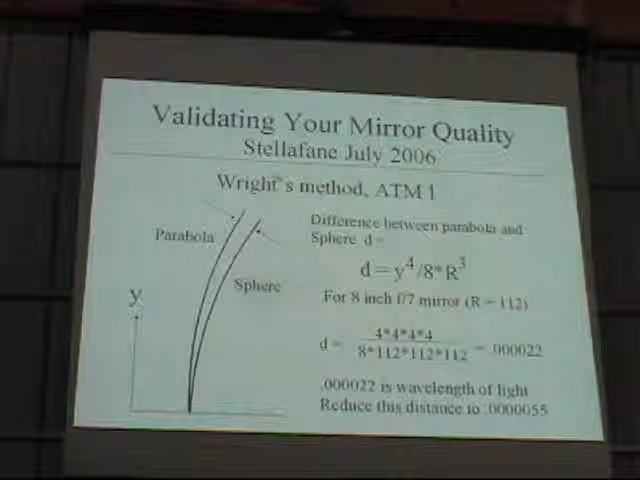 Validating Your Mirror Quality
Stellafane July 2006
Wright's method, ATM 1
Difference between parabola and
Sphere d =
d = y⁴/8*R³
For 8 inch f/7 mirror (R = 112)
d = 4*4*4*4 / 8*112*112*112 = .000022
.000022 is wavelength of light
Reduce this distance to .0000055
Parabola
Sphere
y